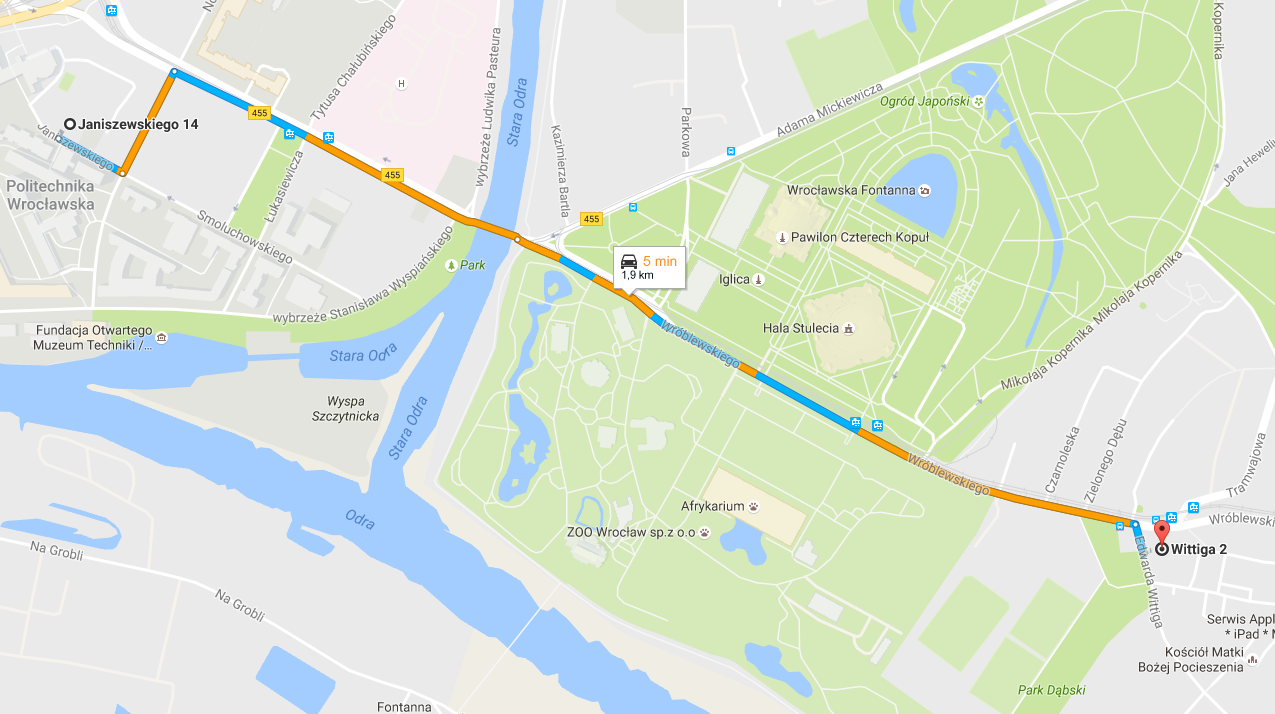 Kopernika
Tytusa Chałubińskiego
H
wybrzeże Ludwika Pasteura
Stara Odra
455
Adama Mickiewicza
Ogród Japoński
Parkowa
Kazimierza Bartla
Janiszewskiego 14
Janiszewskiego
Jana Heweliu
Politechnika
Wrocławska
Łukasiewicza
455
Wrocławska Fontanna
Smoluchowskiego
455
Pawilon Czterech Kopuł
5 min
1,9 km
Park
Iglica
Mikołaja Kopernika
Mikołaja Kopernika
wybrzeże Stanisława Wyspiańskiego
Fundacja Otwartego
Muzeum Techniki /...
Hala Stulecia
Wróblewskiego
Stara Odra
Wyspa
Szczytnicka
Stara Odra
Czarnoleska
Zielonego Dębu
Tramwajowa
Wróblewskiego
Afrykarium
Odra
ZOO Wrocław sp.z o.o
Wróblewski
Wittiga 2
Na Grobli
Edwarda Wittiga
Na Grobli
Serwis Appl
* iPad *
Kościół Matki
Bożej Pocieszenia
Park Dąbski
Fontanna